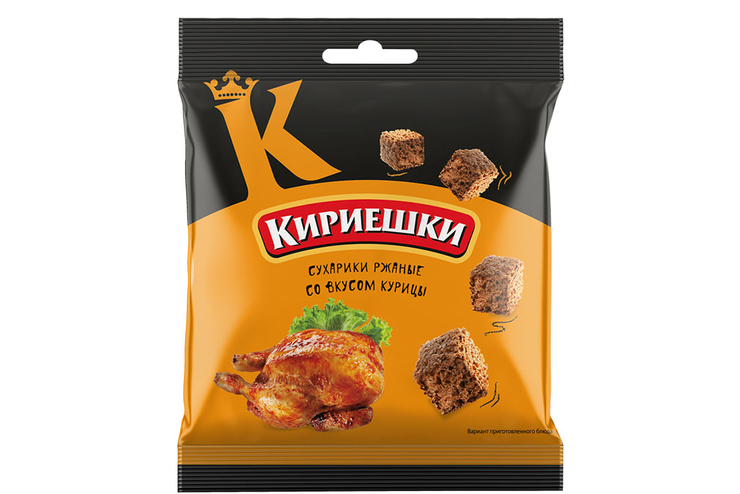 К
КИРИЕШКИ
СУХАРИКИ РЖАНЫЕ
СО ВКУСОМ КУРИЦЫ
Вариант приготовленного блюда